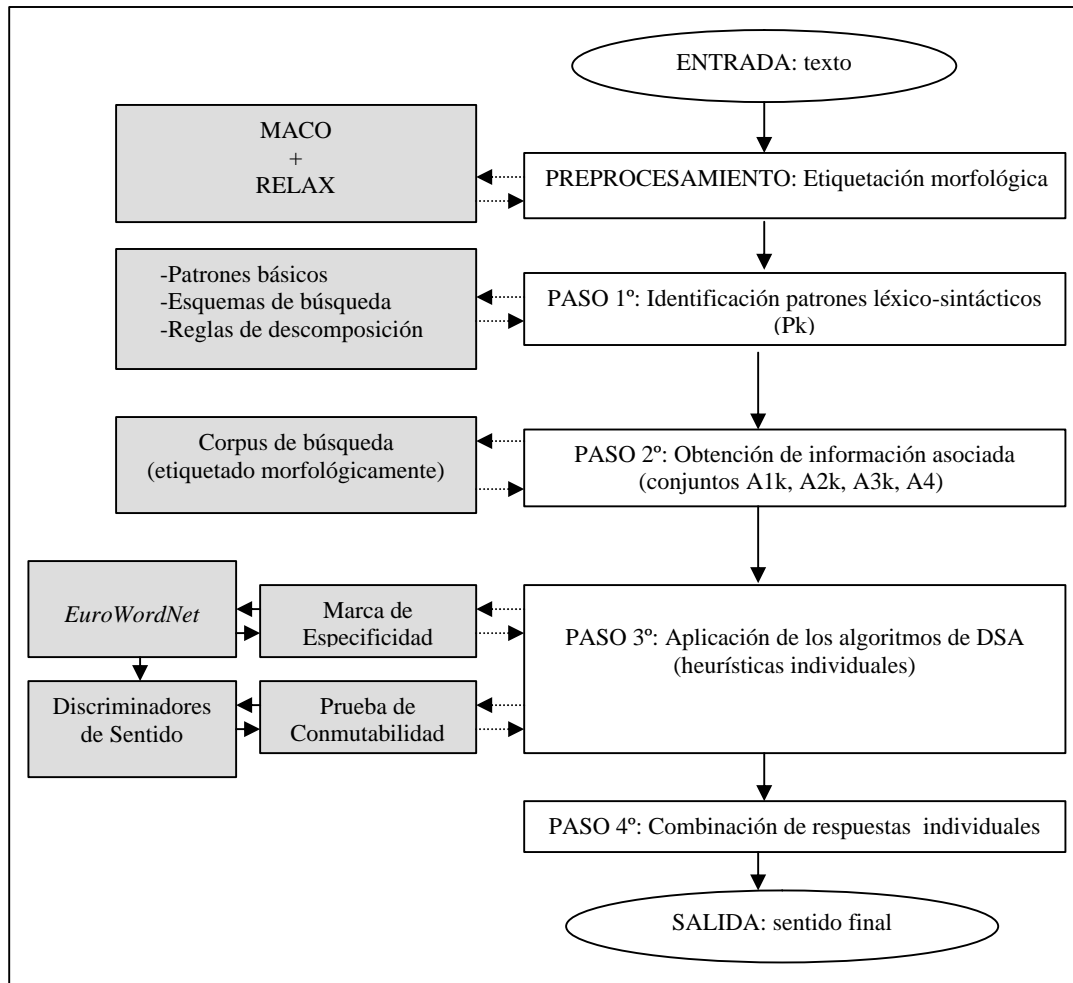 ENTRADA: texto
MACO
+
RELAX
PREPROCESAMIENTO: Etiquetación morfológica
-Patrones básicos
-Esquemas de búsqueda
-Reglas de descomposición
PASO 1º: Identificación patrones léxico-sintácticos
(Pk)
Corpus de búsqueda
(etiquetado morfológicamente)
PASO 2º: Obtención de información asociada
(conjuntos A1k, A2k, A3k, A4)
EuroWordNet
Marca de
Especificidad
PASO 3º: Aplicación de los algoritmos de DSA
(heurísticas individuales)
Discriminadores
de Sentido
Prueba de
Conmutabilidad
PASO 4º: Combinación de respuestas individuales
SALIDA: sentido final